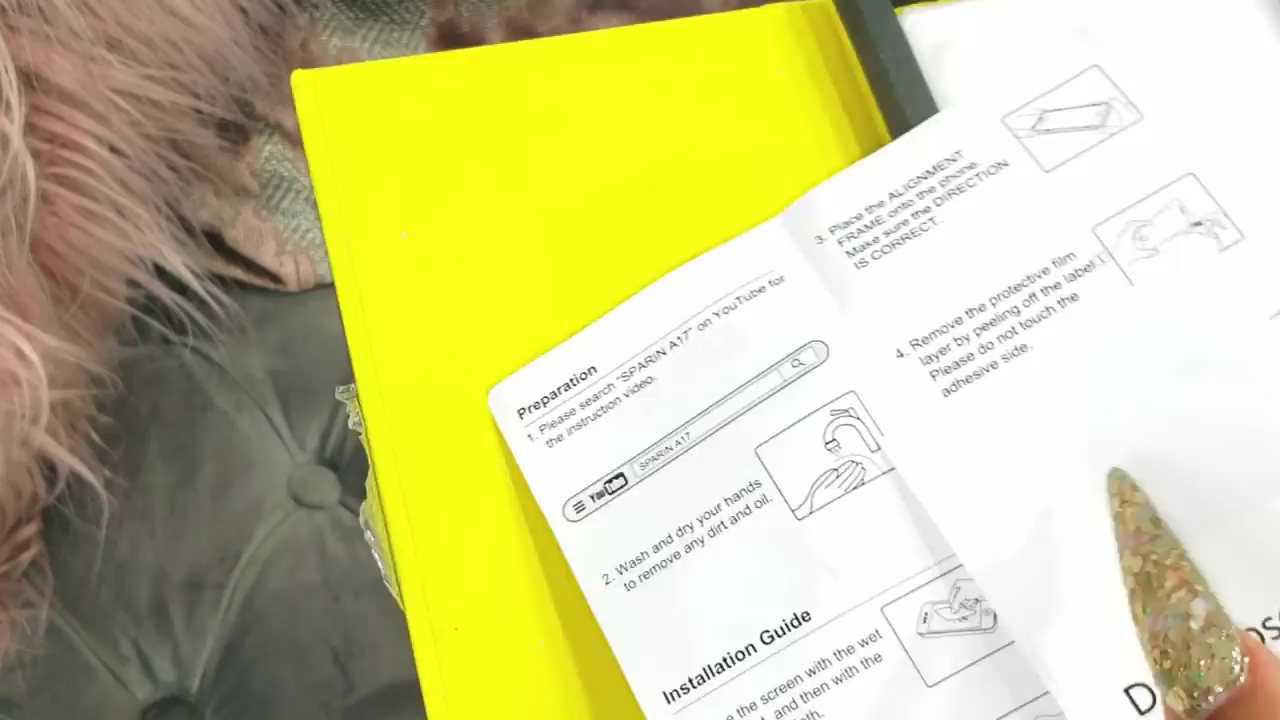 Preparation
1. Please search "SPARIN A17" on YouTube for
the instruction video.
YouTube
SPARIN A17
2. Wash and dry your hands
to remove any dirt and oil.
Installation Guide
the screen with the wet
, and then with the
3. Place the ALIGNMENT
FRAME onto the phone.
Make sure the DIRECTION
IS CORRECT.
4. Remove the protective film
layer by peeling off the label 1.
Please do not touch the
adhesive side.